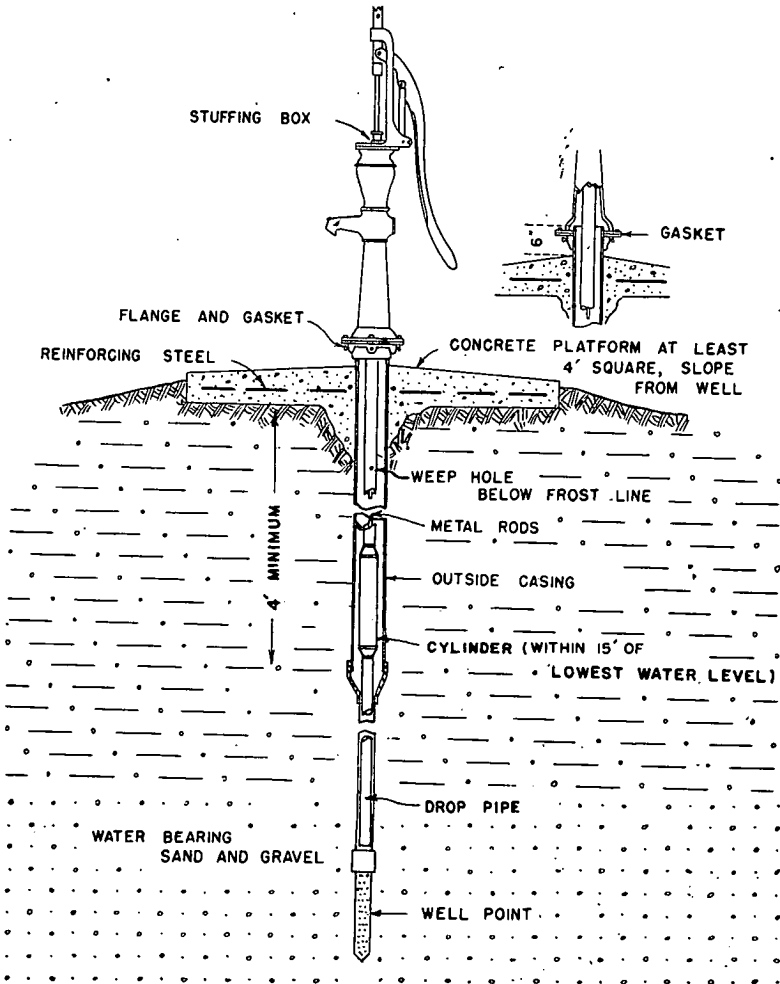 STUFFING BOX
GASKET
6"
FLANGE AND GASKET
CONCRETE PLATFORM AT LEAST
4' SQUARE, SLOPE
FROM WELL
REINFORCING STEEL
WEEP HOLE
BELOW FROST LINE
METAL RODS
4' MINIMUM
OUTSIDE CASING
CYLINDER (WITHIN 15' OF
LOWEST WATER LEVEL)
DROP PIPE
WATER BEARING
SAND AND GRAVEL
WELL POINT